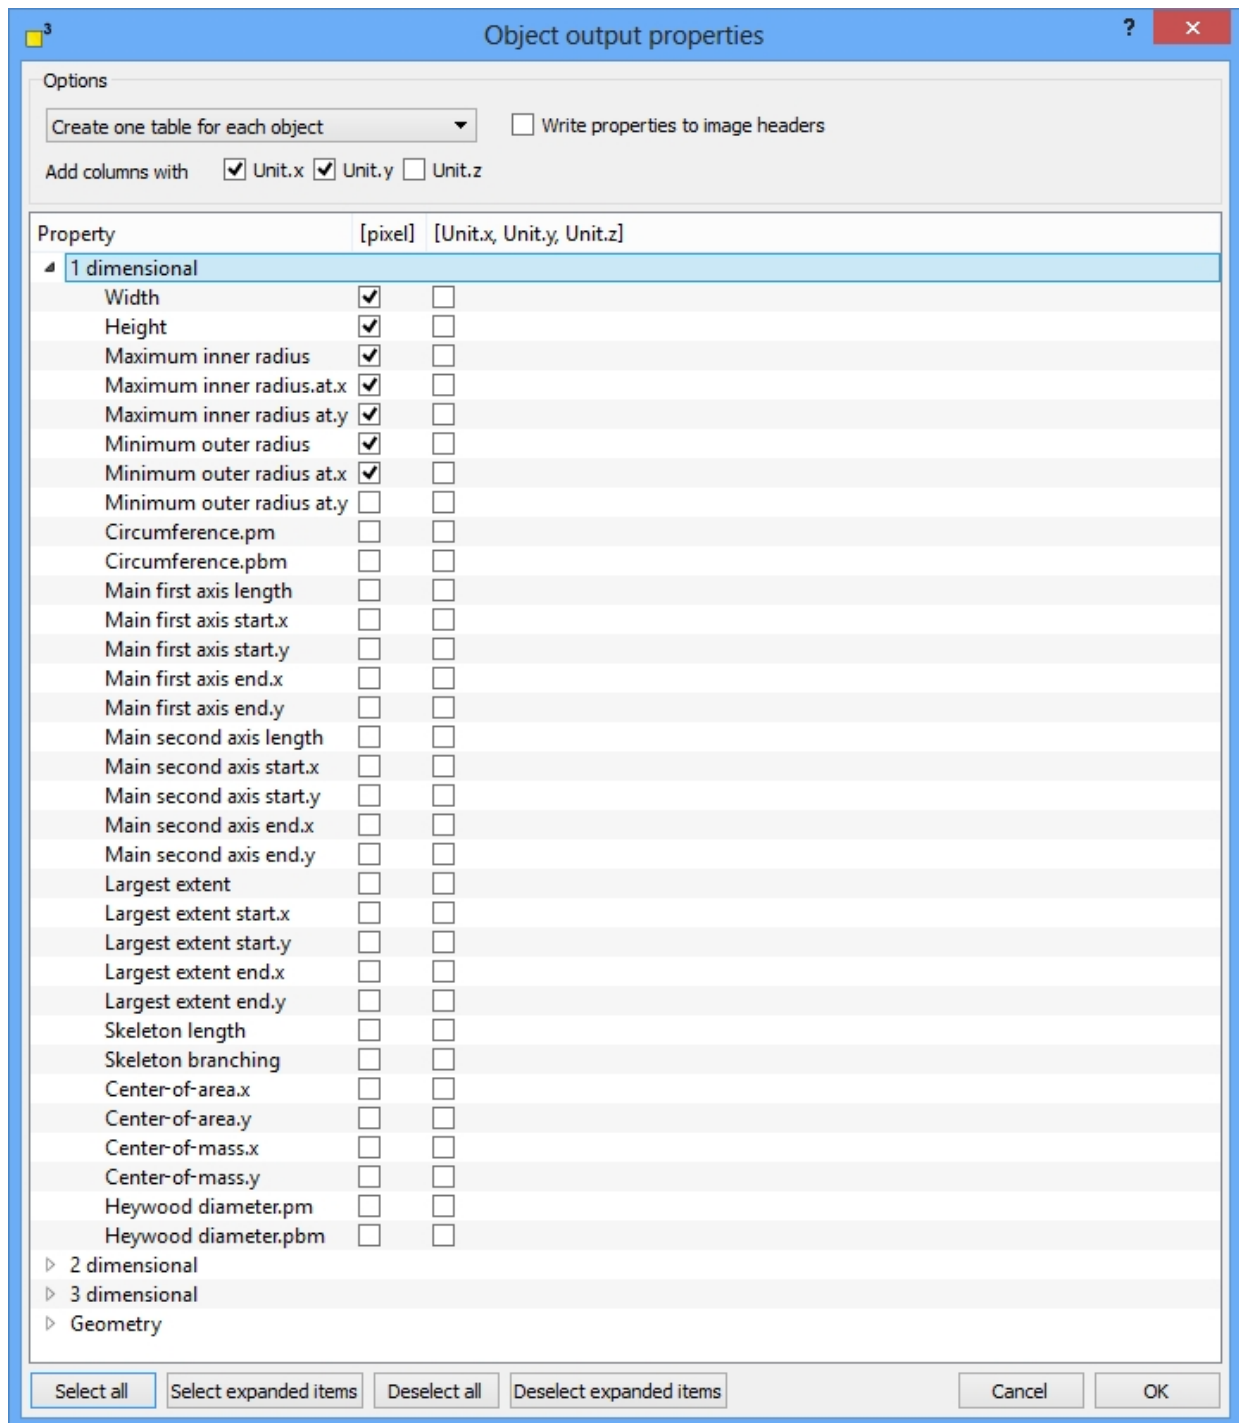 3
Object output properties
?
Options
Create one table for each object
Write properties to image headers
Add columns with Unit.x Unit.y Unit.z
Property [pixel] [Unit.x, Unit.y, Unit.z]
1 dimensional
Width
Height
Maximum inner radius
Maximum inner radius.at.x
Maximum inner radius at.y
Minimum outer radius
Minimum outer radius at.x
Minimum outer radius at.y
Circumference.pm
Circumference.pbm
Main first axis length
Main first axis start.x
Main first axis start.y
Main first axis end.x
Main first axis end.y
Main second axis length
Main second axis start.x
Main second axis start.y
Main second axis end.x
Main second axis end.y
Largest extent
Largest extent start.x
Largest extent start.y
Largest extent end.x
Largest extent end.y
Skeleton length
Skeleton branching
Center-of-area.x
Center-of-area.y
Center-of-mass.x
Center-of-mass.y
Heywood diameter.pm
Heywood diameter.pbm
2 dimensional
3 dimensional
Geometry
Select all Select expanded items Deselect all Deselect expanded items Cancel OK